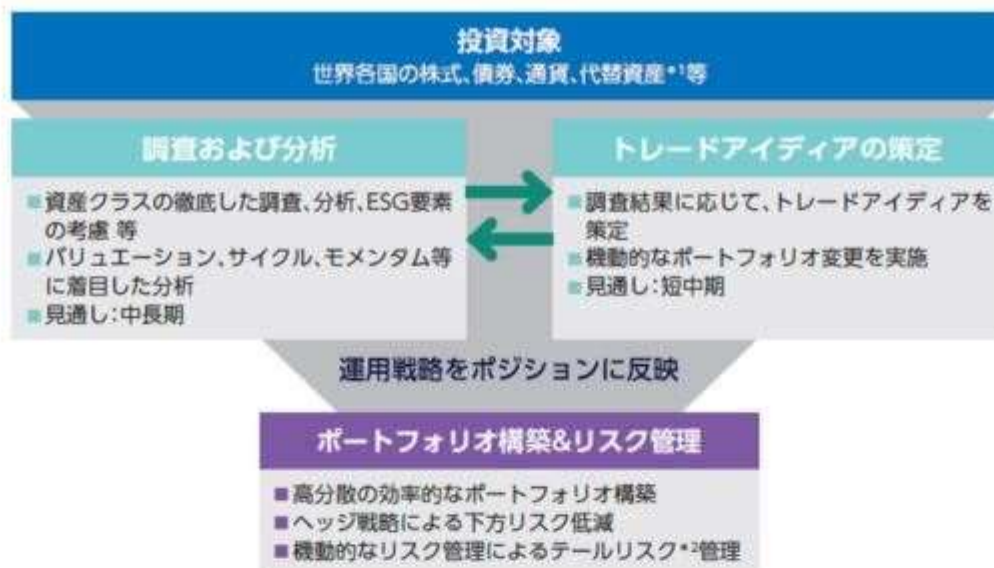 投資対象
世界各国の株式、債券、通貨、代替資産*1等
調査および分析
■資産クラスの徹底した調査、分析、ESG要素
の考慮 等
■バリュエーション、サイクル、モメンタム等
に着目した分析
■見通し:中長期
トレードアイディアの策定
■調査結果に応じて、トレードアイディアを
策定
■機動的なポートフォリオ変更を実施
■見通し:短中期
運用戦略をポジションに反映
ポートフォリオ構築&リスク管理
■高分散の効率的なポートフォリオ構築
■ヘッジ戦略による下方リスク低減
■機動的なリスク管理によるテールリスク*2管理